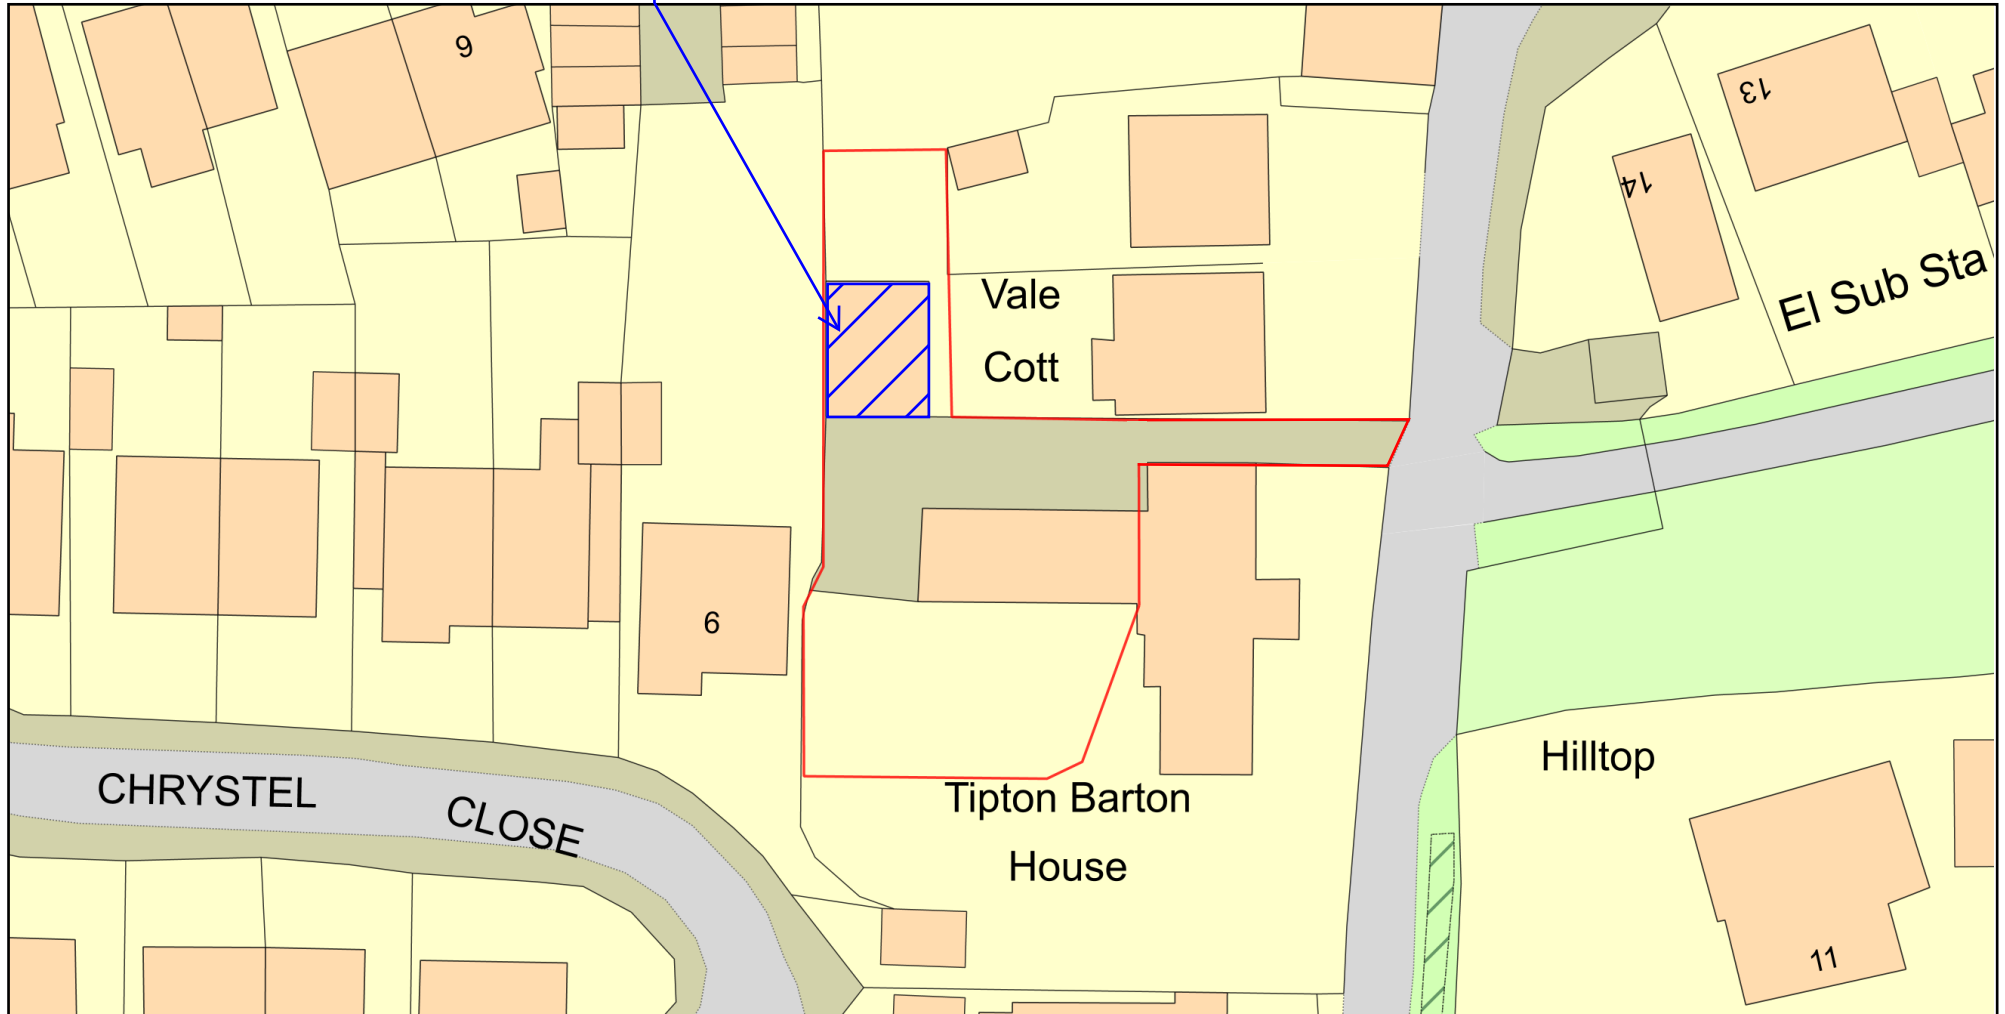 9
13
14
El Sub Sta
Vale
Cott
6
CHRYSTEL
CLOSE
Tipton Barton
House
Hilltop
11